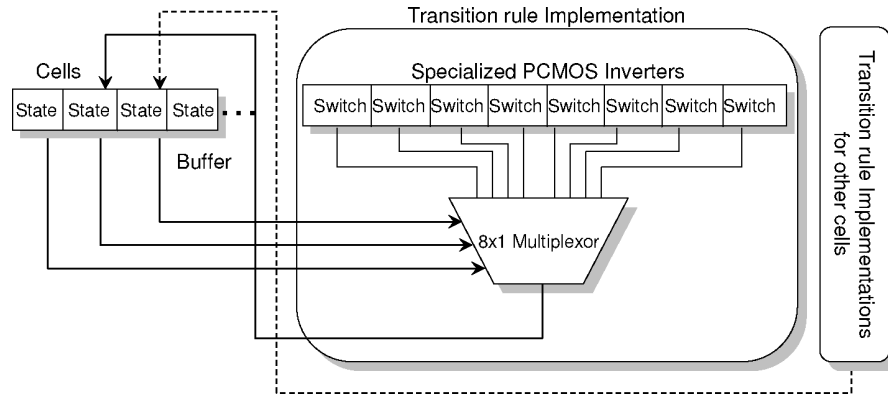 Transition rule Implementation
Cells
Specialized PCMOS Inverters
State State State State
Switch Switch Switch Switch Switch Switch Switch Switch
Buffer
8x1 Multiplexor
Transition rule Implementations
for other cells